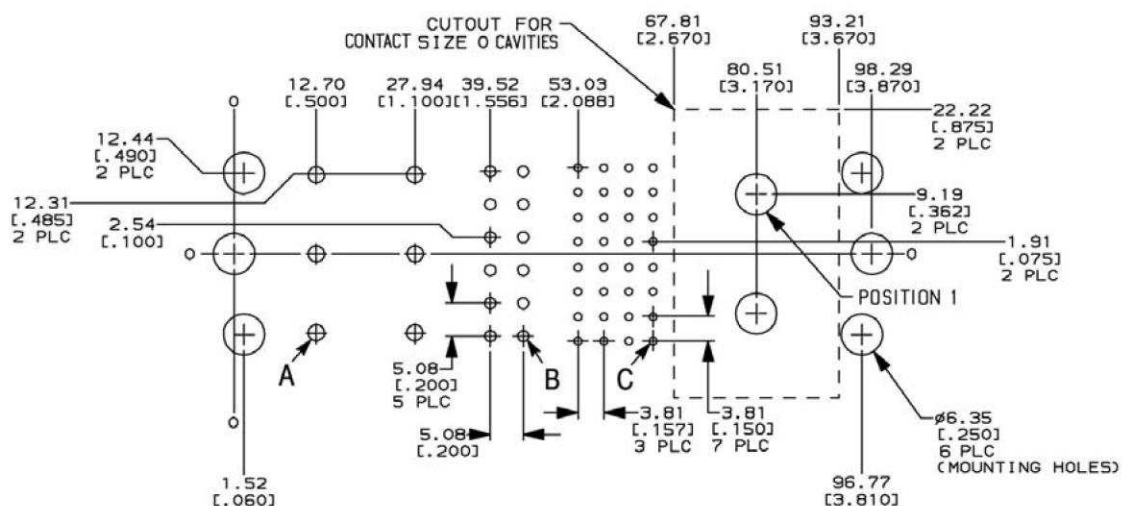 CUTOUT FOR
CONTACT SIZE 0 CAVITIES
67.81
[2.670]
93.21
[3.670]
80.51
[3.170]
98.29
[3.870]
12.70
[.500]
27.94
[1.100]
39.52
[1.556]
53.03
[2.088]
22.22
[.875]
2 PLC
0
12.44
[.490]
2 PLC
12.31
[.485]
2 PLC
2.54
[.100]
9.19
[.362]
2 PLC
1.91
[.075]
2 PLC
0
0
POSITION 1
A
B
C
5.08
[.200]
5 PLC
5.08
[.200]
3.81
[.157]
3 PLC
3.81
[.150]
7 PLC
ø6.35
[.250]
6 PLC
(MOUNTING HOLES)
0
1.52
[.060]
96.77
[3.810]